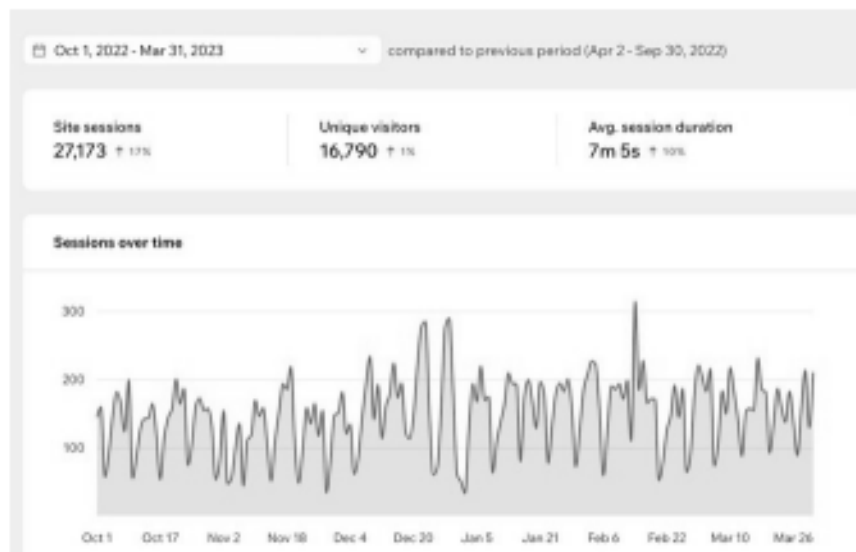 Oct 1, 2022 - Mar 31, 2023 compared to previous period (Apr 2 - Sep 30, 2022)
Site sessions Unique visitors Avg. session duration
27,173 ↑ 17% 16,790 ↑ 1% 7m 5s ↑ 10%
Sessions over time
300
200
100
Oct 1 Oct 17 Nov 2 Nov 18 Dec 4 Dec 20 Jan 5 Jan 21 Feb 6 Feb 22 Mar 10 Mar 26